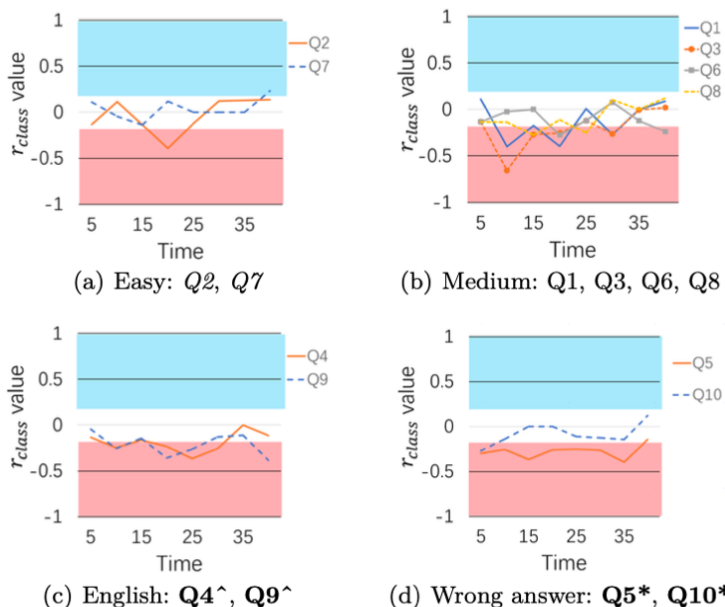 1
0.5
0
-0.5
-1
r_class value
5 15 25 35
Time
Q2
Q7
(a) Easy: Q2, Q7
1
0.5
0
-0.5
-1
r_class value
5 15 25 35
Time
Q1
Q3
Q6
Q8
(b) Medium: Q1, Q3, Q6, Q8
1
0.5
0
-0.5
-1
r_class value
5 15 25 35
Time
Q4
Q9
(c) English: Q4^, Q9^
1
0.5
0
-0.5
-1
r_class value
5 15 25 35
Time
Q5
Q10
(d) Wrong answer: Q5*, Q10*